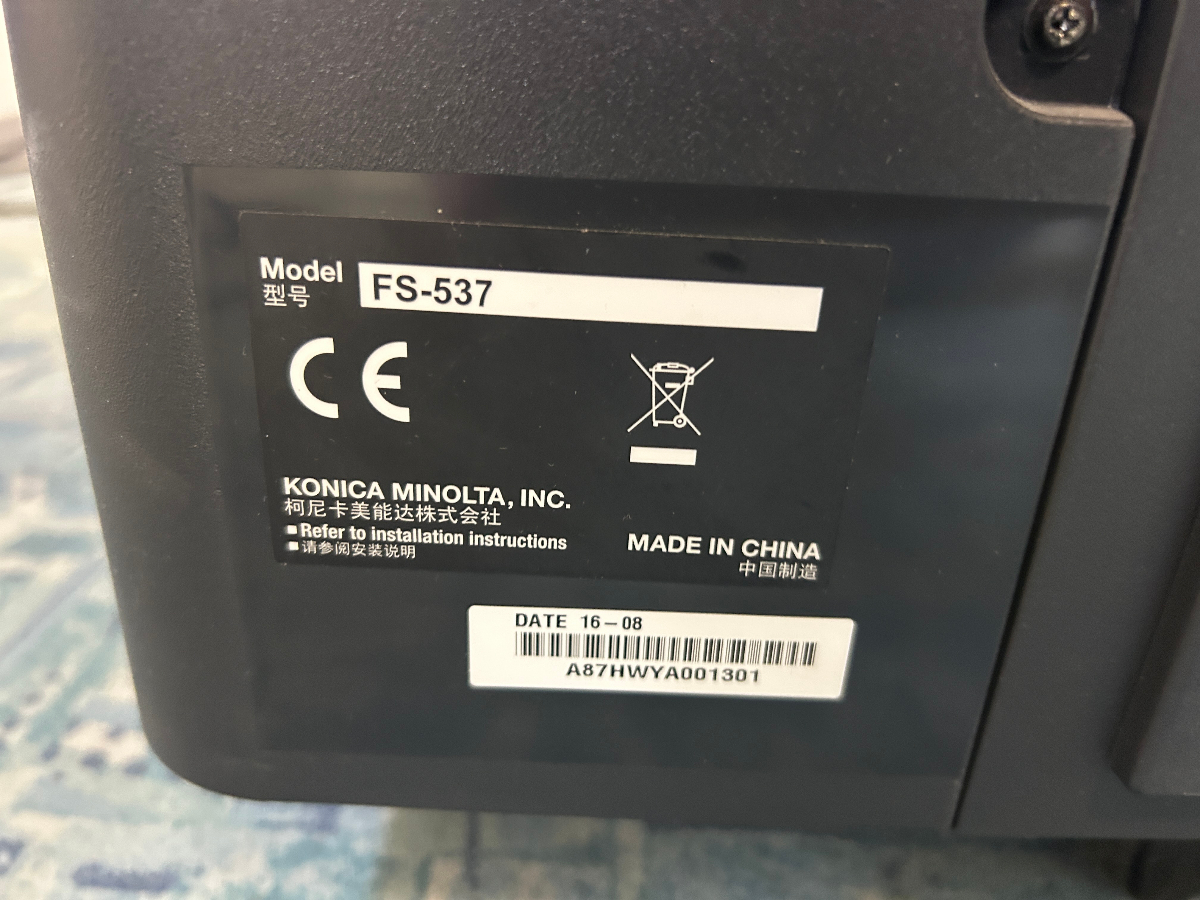 Model FS-537
型号
CE
KONICA MINOLTA, INC.
柯尼卡美能达株式会社
■Refer to installation instructions
■请参阅安装说明
MADE IN CHINA
中国制造
DATE 16-08
A87HWYA001301